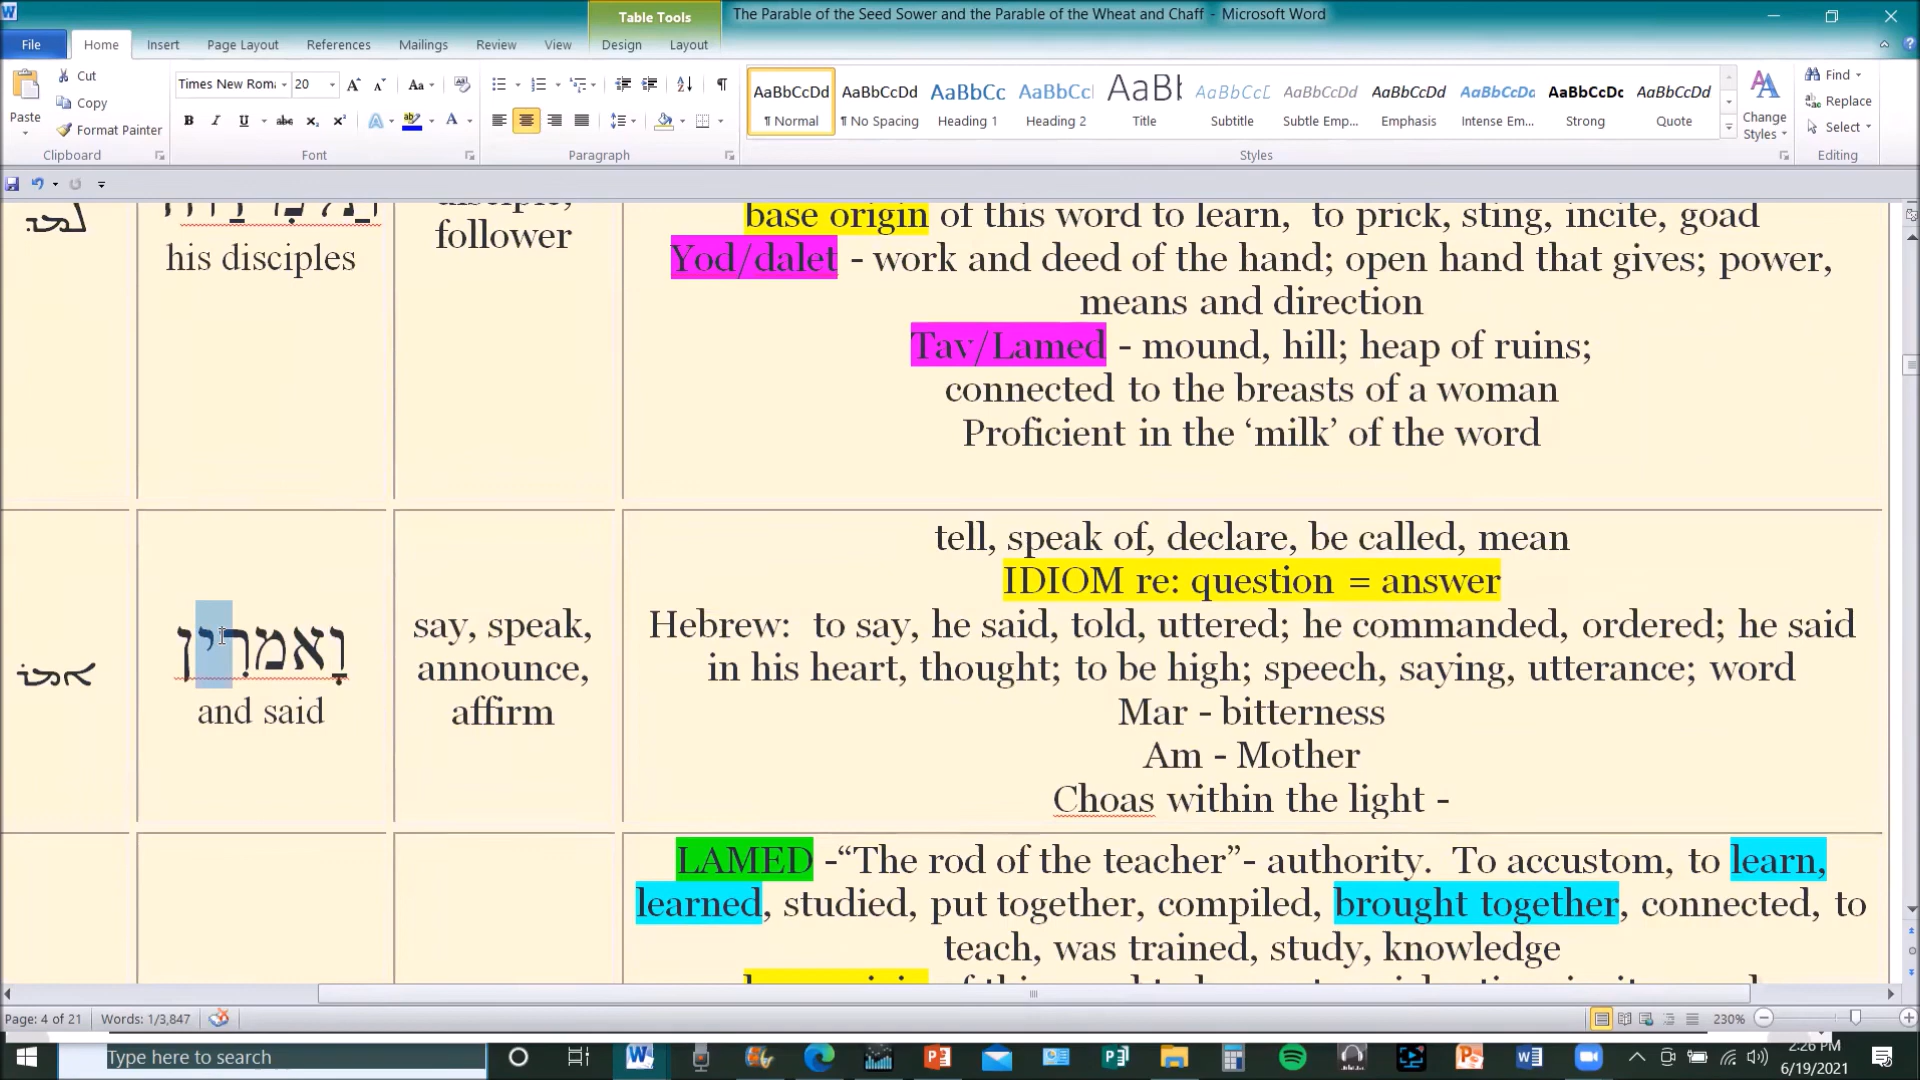 The Parable of the Seed Sower and the Parable of the Wheat and Chaff - Microsoft Word
Table Tools
File Home Insert Page Layout References Mailings Review View Design Layout
Paste
Cut
Copy
Format Painter
Clipboard
Times New Roma 20
Font
Paragraph
AaBbCcDd AaBbCcDd AaBbCc AaBbCcI AaBl AaBbCcL AaBbCcDd AaBbCcDd AaBbCcDa AaBbCcDc AaBbCcDd
¶ Normal ¶ No Spacing Heading 1 Heading 2 Title Subtitle Subtle Emp... Emphasis Intense Em... Strong Quote
Styles
Change Styles
Find
Replace
Select
Editing
his disciples
follower
base origin of this word to learn, to prick, sting, incite, goad
Yod/dalet - work and deed of the hand; open hand that gives; power,
means and direction
Tav/Lamed - mound, hill; heap of ruins;
connected to the breasts of a woman
Proficient in the ‘milk’ of the word
ܐܡܪ
וָאמרִין
and said
say, speak,
announce,
affirm
tell, speak of, declare, be called, mean
IDIOM re: question = answer
Hebrew: to say, he said, told, uttered; he commanded, ordered; he said
in his heart, thought; to be high; speech, saying, utterance; word
Mar - bitterness
Am - Mother
Choas within the light -
LAMED -“The rod of the teacher”- authority. To accustom, to learn,
learned, studied, put together, compiled, brought together, connected, to
teach, was trained, study, knowledge
Page: 4 of 21 Words: 1/3,847 230%
Type here to search
2:26 PM
6/19/2021